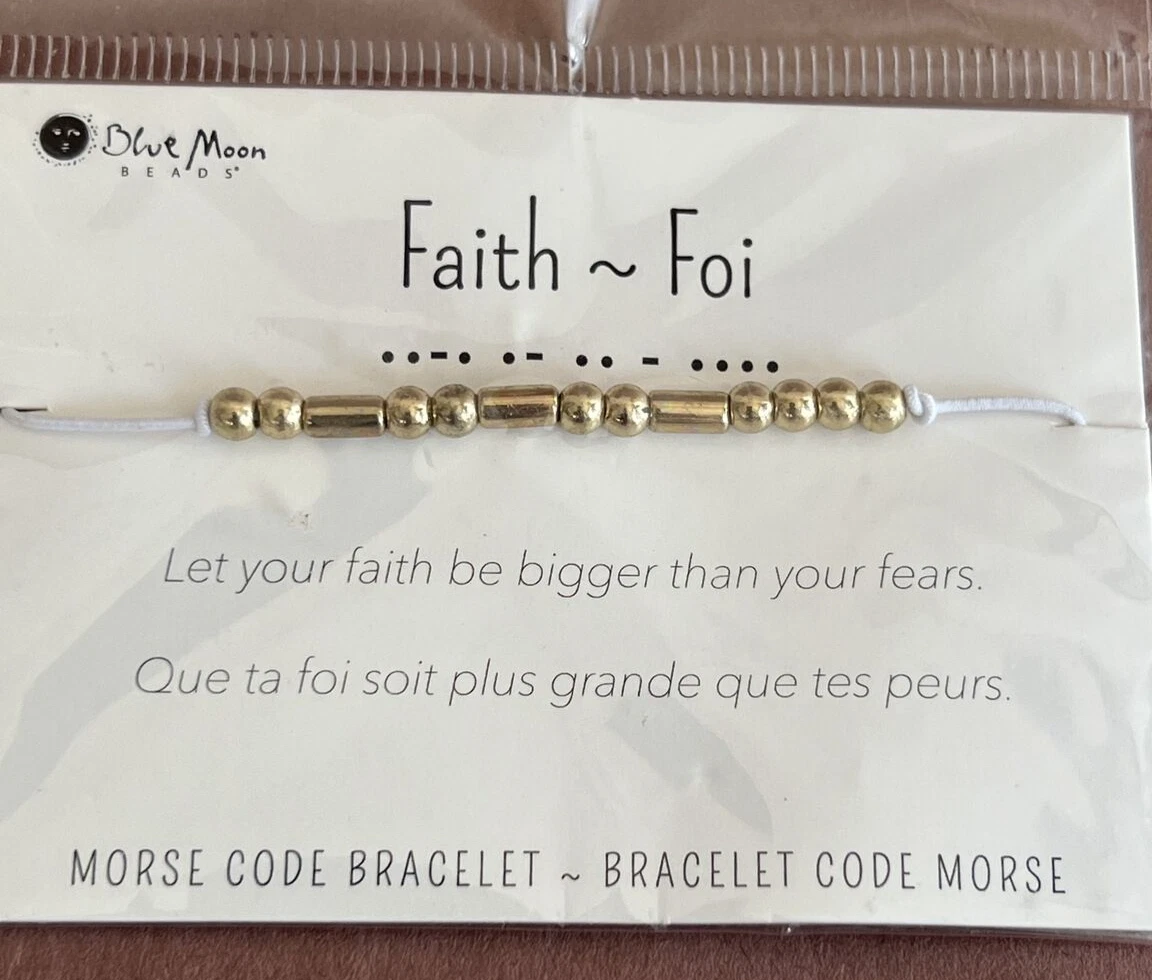 Blue Moon
BEADS®
Faith ~ Foi
••-• •- •• - ••••
Let your faith be bigger than your fears.
Que ta foi soit plus grande que tes peurs.
MORSE CODE BRACELET ~ BRACELET CODE MORSE